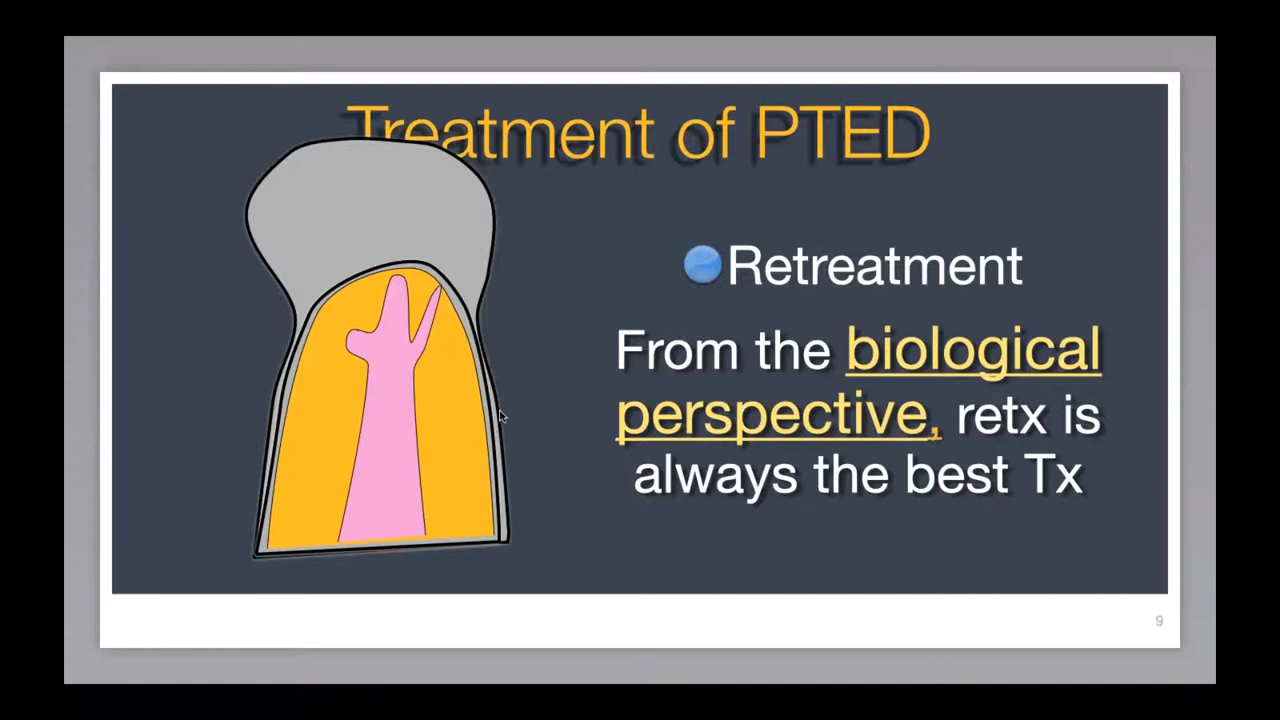 Treatment of PTED
Retreatment
From the biological
perspective, retx is
always the best Tx
9